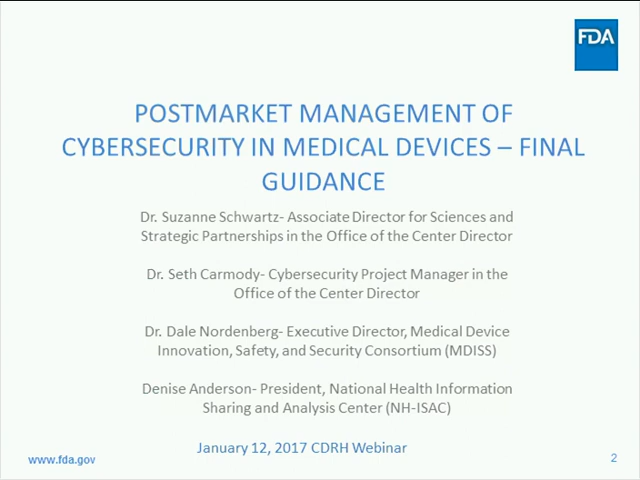 FDA
POSTMARKET MANAGEMENT OF
CYBERSECURITY IN MEDICAL DEVICES – FINAL
GUIDANCE
Dr. Suzanne Schwartz- Associate Director for Sciences and
Strategic Partnerships in the Office of the Center Director
Dr. Seth Carmody- Cybersecurity Project Manager in the
Office of the Center Director
Dr. Dale Nordenberg- Executive Director, Medical Device
Innovation, Safety, and Security Consortium (MDISS)
Denise Anderson- President, National Health Information
Sharing and Analysis Center (NH-ISAC)
January 12, 2017 CDRH Webinar
www.fda.gov
2